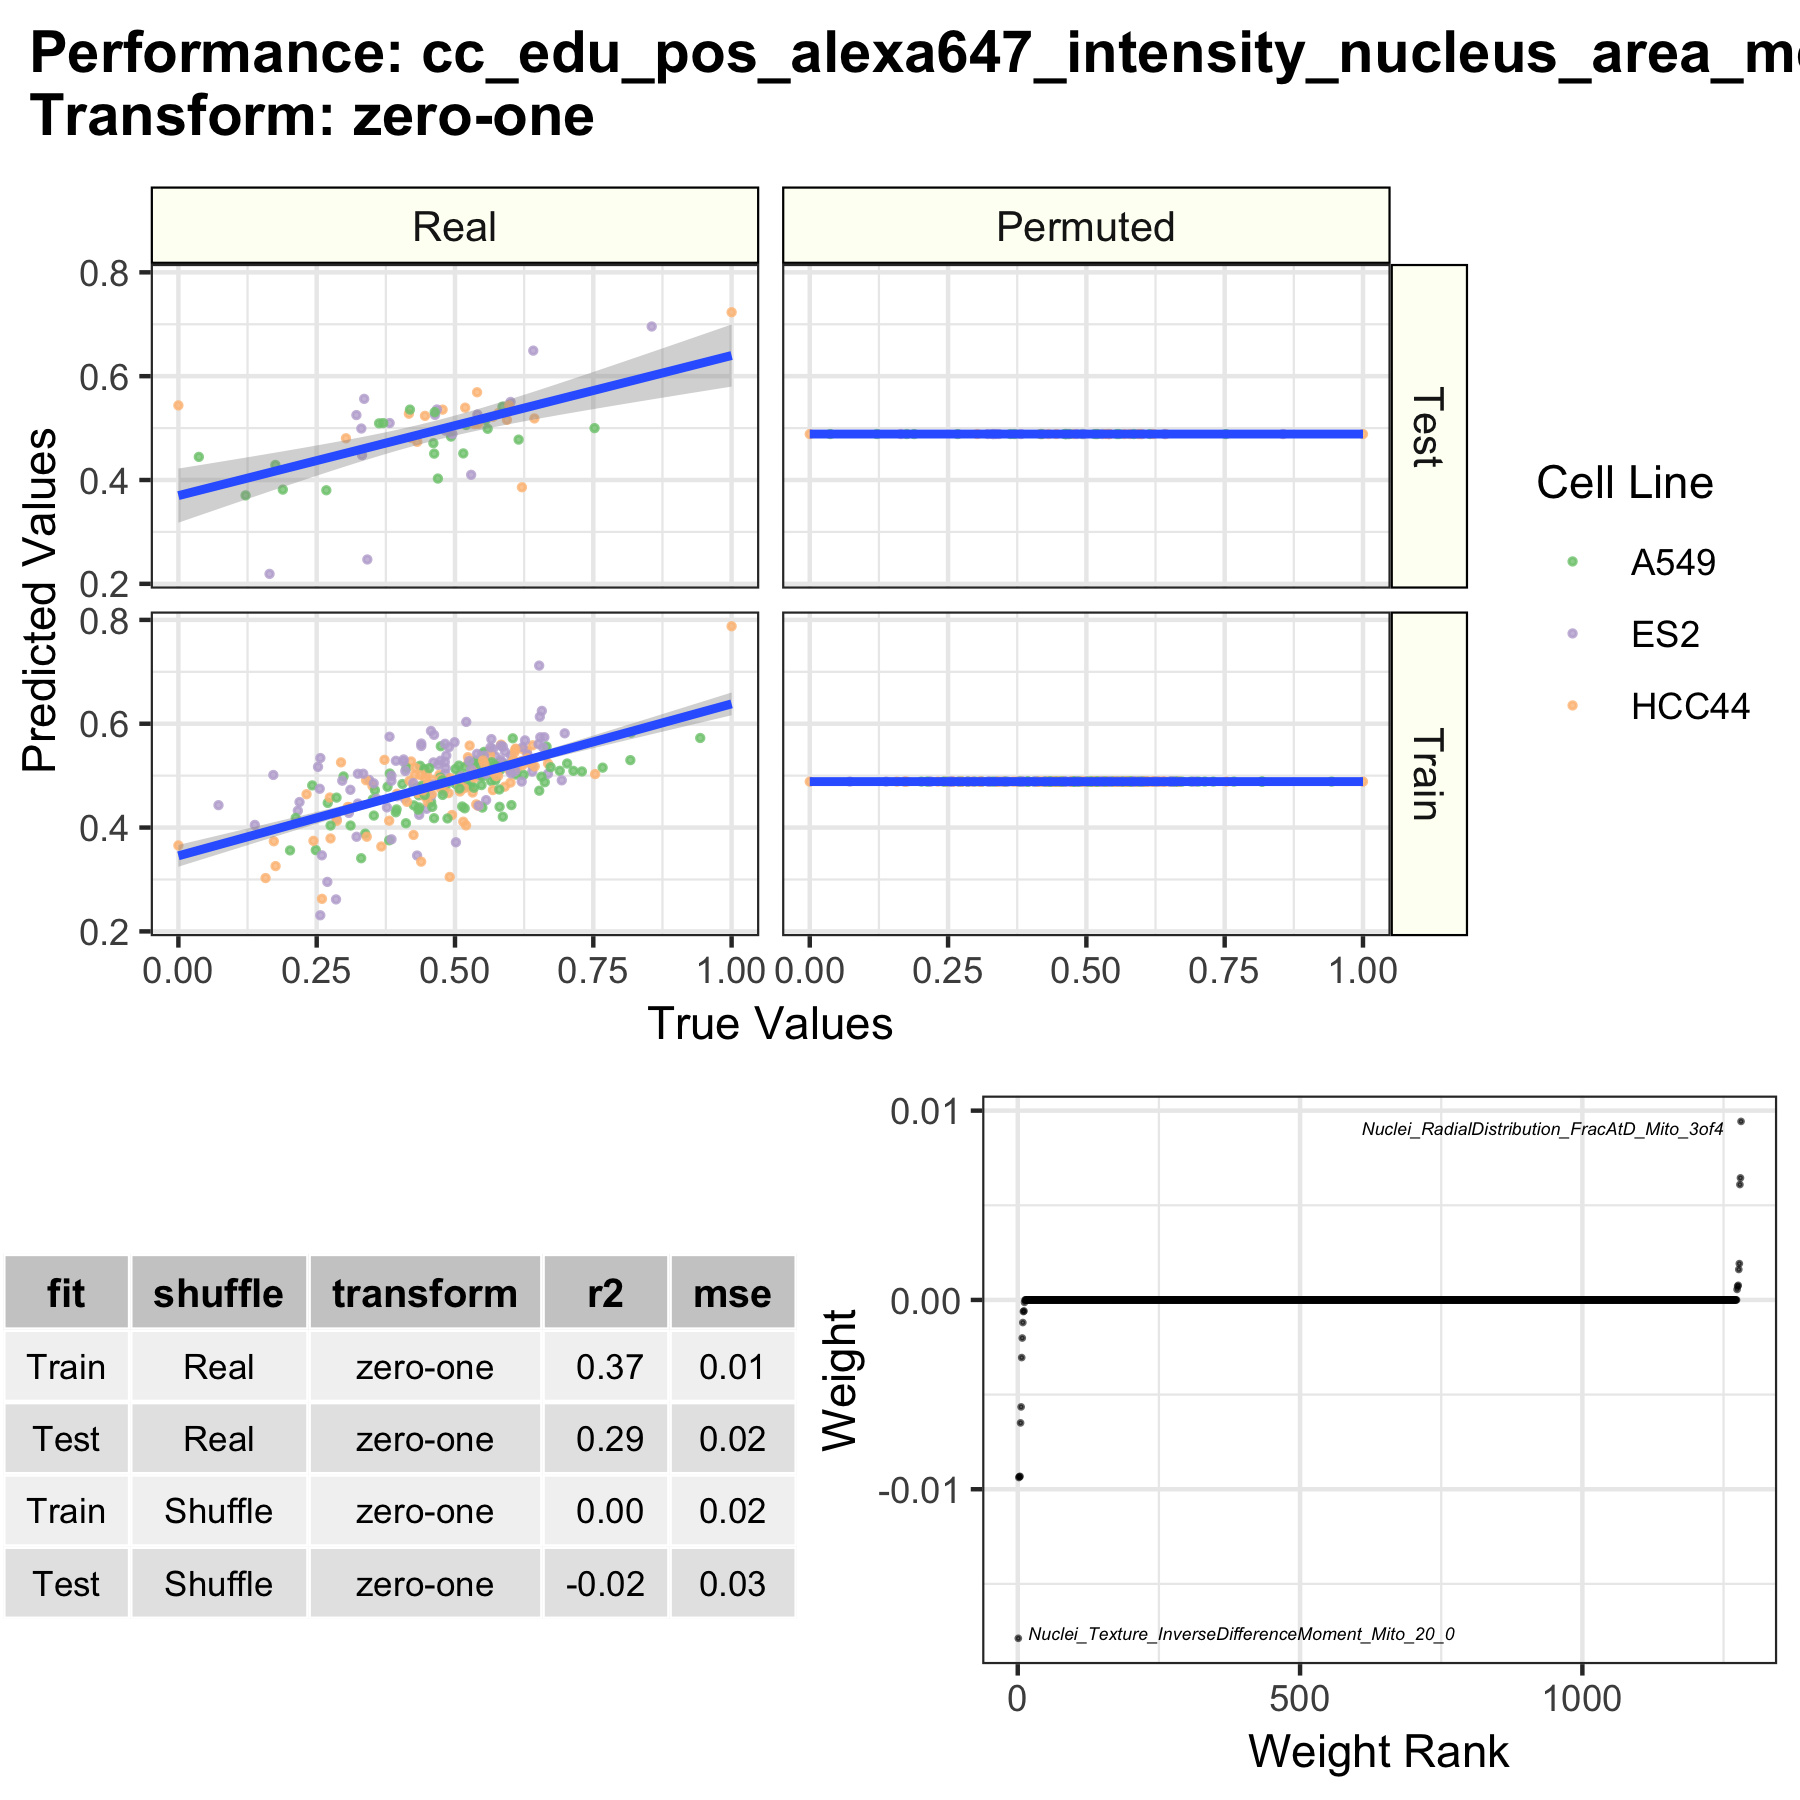 Performance: cc_edu_pos_alexa647_intensity_nucleus_area_m
Transform: zero-one
Real Permuted
0.8
0.6
0.4
0.2
Test
0.8
0.6
0.4
0.2
Train
Predicted Values
0.00 0.25 0.50 0.75 1.00 0.00 0.25 0.50 0.75 1.00
True Values
Cell Line
A549
ES2
HCC44
fit shuffle transform r2 mse
Train Real zero-one 0.37 0.01
Test Real zero-one 0.29 0.02
Train Shuffle zero-one 0.00 0.02
Test Shuffle zero-one -0.02 0.03
0.01
0.00
-0.01
Weight
Nuclei_RadialDistribution_FracAtD_Mito_3of4
Nuclei_Texture_InverseDifferenceMoment_Mito_20_0
0 500 1000
Weight Rank